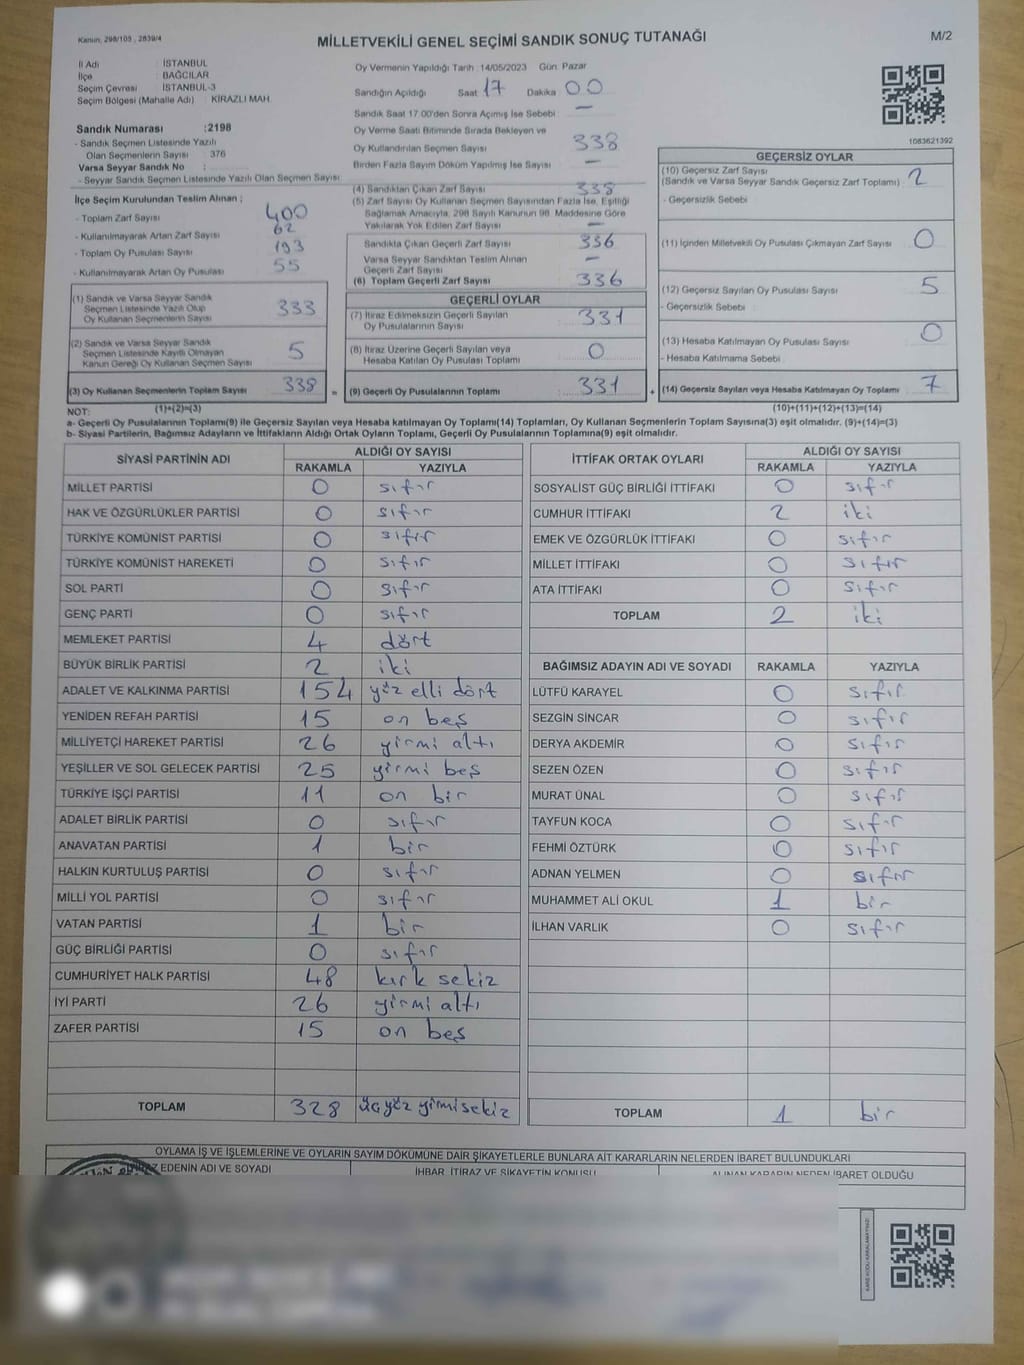 Kanun, 298/105 , 2839/4
MİLLETVEKİLİ GENEL SEÇİMİ SANDIK SONUÇ TUTANAĞI
M/2
İl Adı : İSTANBUL
İlçe : BAĞCILAR
Seçim Çevresi : İSTANBUL-3
Seçim Bölgesi (Mahalle Adı) : KİRAZLI MAH.
Sandık Numarası :2198
- Sandık Seçmen Listesinde Yazılı
Olan Seçmenlerin Sayısı : 376
Varsa Seyyar Sandık No :
- Seyyar Sandık Seçmen Listesinde Yazılı Olan Seçmen Sayısı:
İlçe Seçim Kurulundan Teslim Alınan ;
- Toplam Zarf Sayısı 400
- Kullanılmayarak Artan Zarf Sayısı 62
- Toplam Oy Pusulası Sayısı
- Kullanılmayarak Artan Oy Pusulası 55
(1) Sandık ve Varsa Seyyar Sandık
Seçmen Listesinde Yazılı Olup
Oy Kullanan Seçmenlerin Sayısı 333
(2) Sandık ve Varsa Seyyar Sandık
Seçmen Listesinde Kayıtlı Olmayan
Kanun Gereği Oy Kullanan Seçmen Sayısı 5
(3) Oy Kullanan Seçmenlerin Toplam Sayısı 338 =
Oy Vermenin Yapıldığı Tarih :14/05/2023 Gün: Pazar
Sandığın Açıldığı Saat 17 Dakika 00
Sandık Saat 17.00'den Sonra Açılmış İse Sebebi —
Oy Verme Saati Bitiminde Sırada Bekleyen ve
Oy Kullandırılan Seçmen Sayısı 338
Birden Fazla Sayım Döküm Yapılmış İse Sayısı —
(4) Sandıktan Çıkan Zarf Sayısı 338
(5) Zarf Sayısı Oy Kullanan Seçmen Sayısından Fazla İse, Eşitliği
Sağlamak Amacıyla, 298 Sayılı Kanunun 98. Maddesine Göre
Yakılarak Yok Edilen Zarf Sayısı —
Sandıkta Çıkan Geçerli Zarf Sayısı 336
Varsa Seyyar Sandıktan Teslim Alınan
Geçerli Zarf Sayısı —
(6) Toplam Geçerli Zarf Sayısı 336
GEÇERLİ OYLAR
(7) İtiraz Edilmeksizin Geçerli Sayılan
Oy Pusulalarının Sayısı 331
(8) İtiraz Üzerine Geçerli Sayılan veya
Hesaba Katılan Oy Pusulası Toplamı 0
(9) Geçerli Oy Pusulalarının Toplamı 331 +
1083621392
GEÇERSİZ OYLAR
(10) Geçersiz Zarf Sayısı
(Sandık ve Varsa Seyyar Sandık Geçersiz Zarf Toplamı) 2
- Geçersizlik Sebebi
(11) İçinden Milletvekili Oy Pusulası Çıkmayan Zarf Sayısı 0
(12) Geçersiz Sayılan Oy Pusulası Sayısı 5
- Geçersizlik Sebebi :
(13) Hesaba Katılmayan Oy Pusulası Sayısı 0
- Hesaba Katılmama Sebebi
(14) Geçersiz Sayılan veya Hesaba Katılmayan Oy Toplamı 7
NOT: (1)+(2)=(3) (10)+(11)+(12)+(13)=(14)
a- Geçerli Oy Pusulalarının Toplamı(9) ile Geçersiz Sayılan veya Hesaba katılmayan Oy Toplamı(14) Toplamları, Oy Kullanan Seçmenlerin Toplam Sayısına(3) eşit olmalıdır. (9)+(14)=(3)
b- Siyasi Partilerin, Bağımsız Adayların ve İttifakların Aldığı Ortak Oyların Toplamı, Geçerli Oy Pusulalarının Toplamına(9) eşit olmalıdır.
SİYASİ PARTİNİN ADI ALDIĞI OY SAYISI
RAKAMLA YAZIYLA
MİLLET PARTİSİ 0 sıfır
HAK VE ÖZGÜRLÜKLER PARTİSİ 0 sıfır
TÜRKİYE KOMÜNİST PARTİSİ 0 sıfır
TÜRKİYE KOMÜNİST HAREKETİ 0 sıfır
SOL PARTİ 0 sıfır
GENÇ PARTİ 0 sıfır
MEMLEKET PARTİSİ 4 dört
BÜYÜK BİRLİK PARTİSİ 2 iki
ADALET VE KALKINMA PARTİSİ 154 yüz elli dört
YENİDEN REFAH PARTİSİ 15 on beş
MİLLİYETÇİ HAREKET PARTİSİ 26 yirmi altı
YEŞİLLER VE SOL GELECEK PARTİSİ 25 yirmi beş
TÜRKİYE İŞÇİ PARTİSİ 11 on bir
ADALET BİRLİK PARTİSİ 0 sıfır
ANAVATAN PARTİSİ 1 bir
HALKIN KURTULUŞ PARTİSİ 0 sıfır
MİLLİ YOL PARTİSİ 0 sıfır
VATAN PARTİSİ 1 bir
GÜÇ BİRLİĞİ PARTİSİ 0 sıfır
CUMHURİYET HALK PARTİSİ 48 kırk sekiz
İYİ PARTİ 26 yirmi altı
ZAFER PARTİSİ 15 on beş
TOPLAM 328 üçyüz yirmisekiz
İTTİFAK ORTAK OYLARI ALDIĞI OY SAYISI
RAKAMLA YAZIYLA
SOSYALİST GÜÇ BİRLİĞİ İTTİFAKI 0 sıfır
CUMHUR İTTİFAKI 2 iki
EMEK VE ÖZGÜRLÜK İTTİFAKI 0 sıfır
MİLLET İTTİFAKI 0 sıfır
ATA İTTİFAKI 0 sıfır
TOPLAM 2 iki
BAĞIMSIZ ADAYIN ADI VE SOYADI RAKAMLA YAZIYLA
LÜTFÜ KARAYEL 0 sıfır
SEZGİN SİNCAR 0 sıfır
DERYA AKDEMİR 0 sıfır
SEZEN ÖZEN 0 sıfır
MURAT ÜNAL 0 sıfır
TAYFUN KOCA 0 sıfır
FEHMİ ÖZTÜRK 0 sıfır
ADNAN YELMEN 0 sıfır
MUHAMMET ALİ OKUL 1 bir
İLHAN VARLIK 0 sıfır
TOPLAM 1 bir
OYLAMA İŞ VE İŞLEMLERİNE VE OYLARIN SAYIM DÖKÜMÜNE DAİR ŞİKAYETLERLE BUNLARA AİT KARARLARIN NELERDEN İBARET BULUNDUKLARI
EDENİN ADI VE SOYADI İHBAR, İTİRAZ VE ŞİKAYETİN KONUSU ALINAN KARARIN NEDEN İBARET OLDUĞU